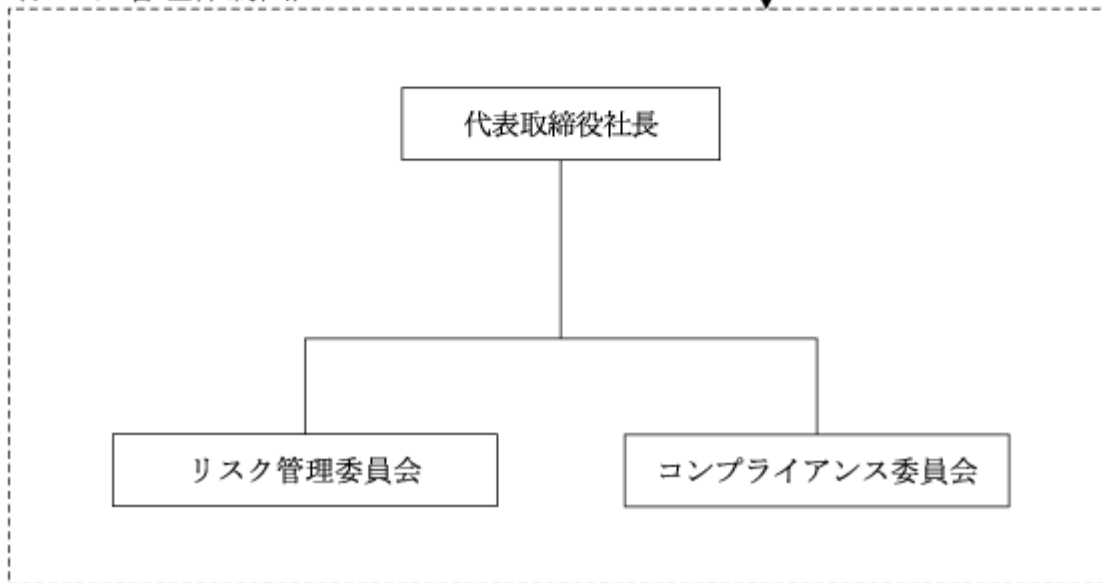 代表取締役社長
リスク管理委員会
コンプライアンス委員会